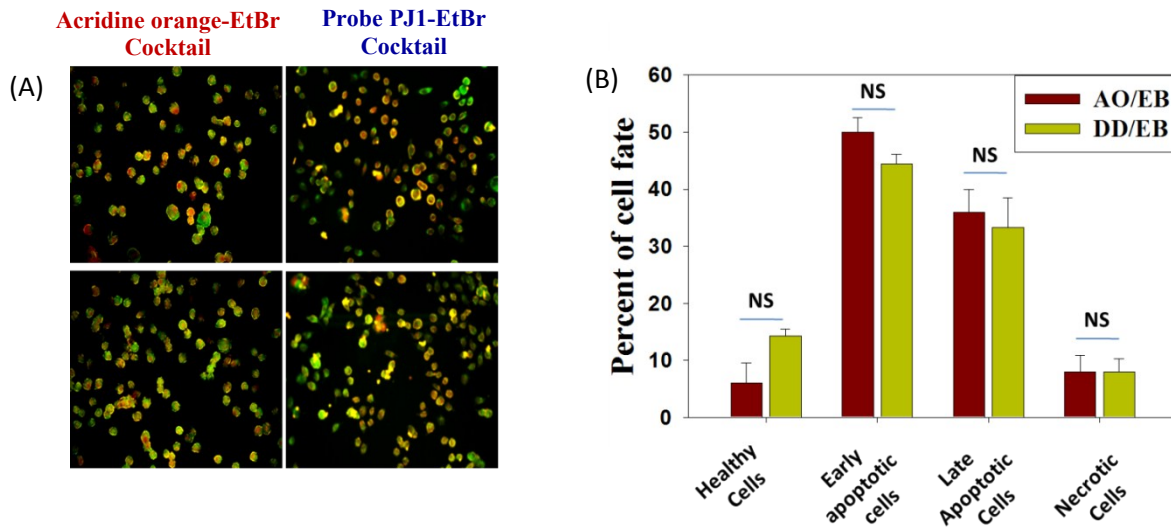 Acridine orange-EtBr
Cocktail
Probe PJ1-EtBr
Cocktail
(A)
(B)
Percent of cell fate
60
50
40
30
20
10
0
NS
NS
NS
NS
AO/EB
DD/EB
Healthy
Cells
Early
apoptotic
cells
Late
Apoptotic
Cells
Necrotic
Cells